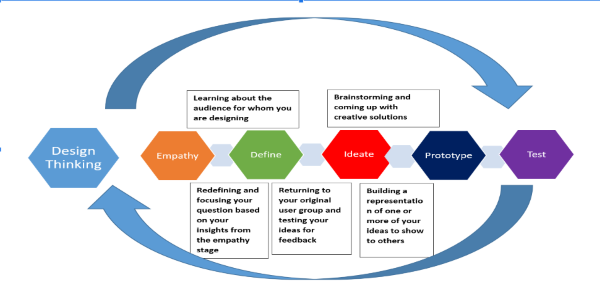 Learning about the
audience for whom you
are designing
Brainstorming and
coming up with
creative solutions
Design
Thinking
Empathy
Define
Ideate
Prototype
Test
Redefining and
focusing your
question based
on your
insights from
the empathy
stage
Returning to
your original
user group and
testing your
ideas for
feedback
Building a
representatio
n of one or
more of your
ideas to show
to others